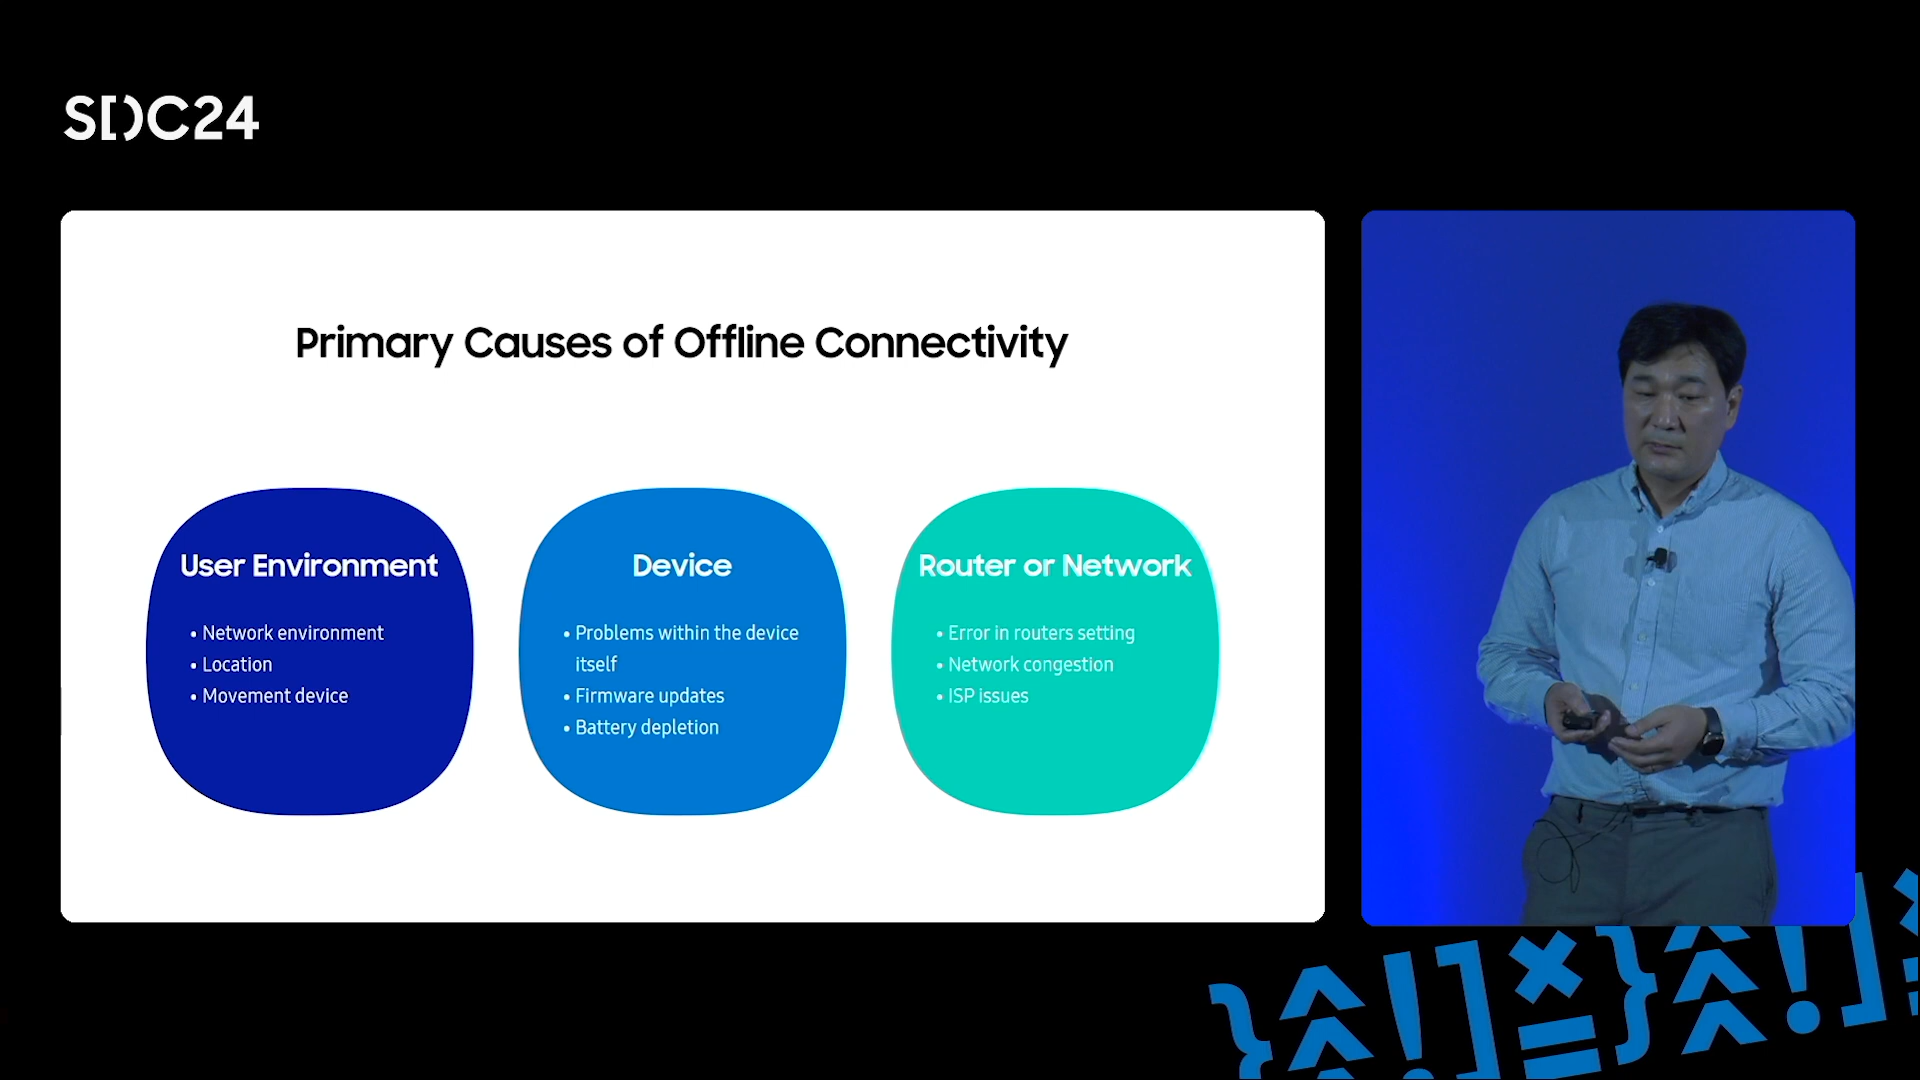 SDC24
Primary Causes of Offline Connectivity
User Environment
• Network environment
• Location
• Movement device
Device
• Problems within the device
itself
• Firmware updates
• Battery depletion
Router or Network
• Error in routers setting
• Network congestion
• ISP issues